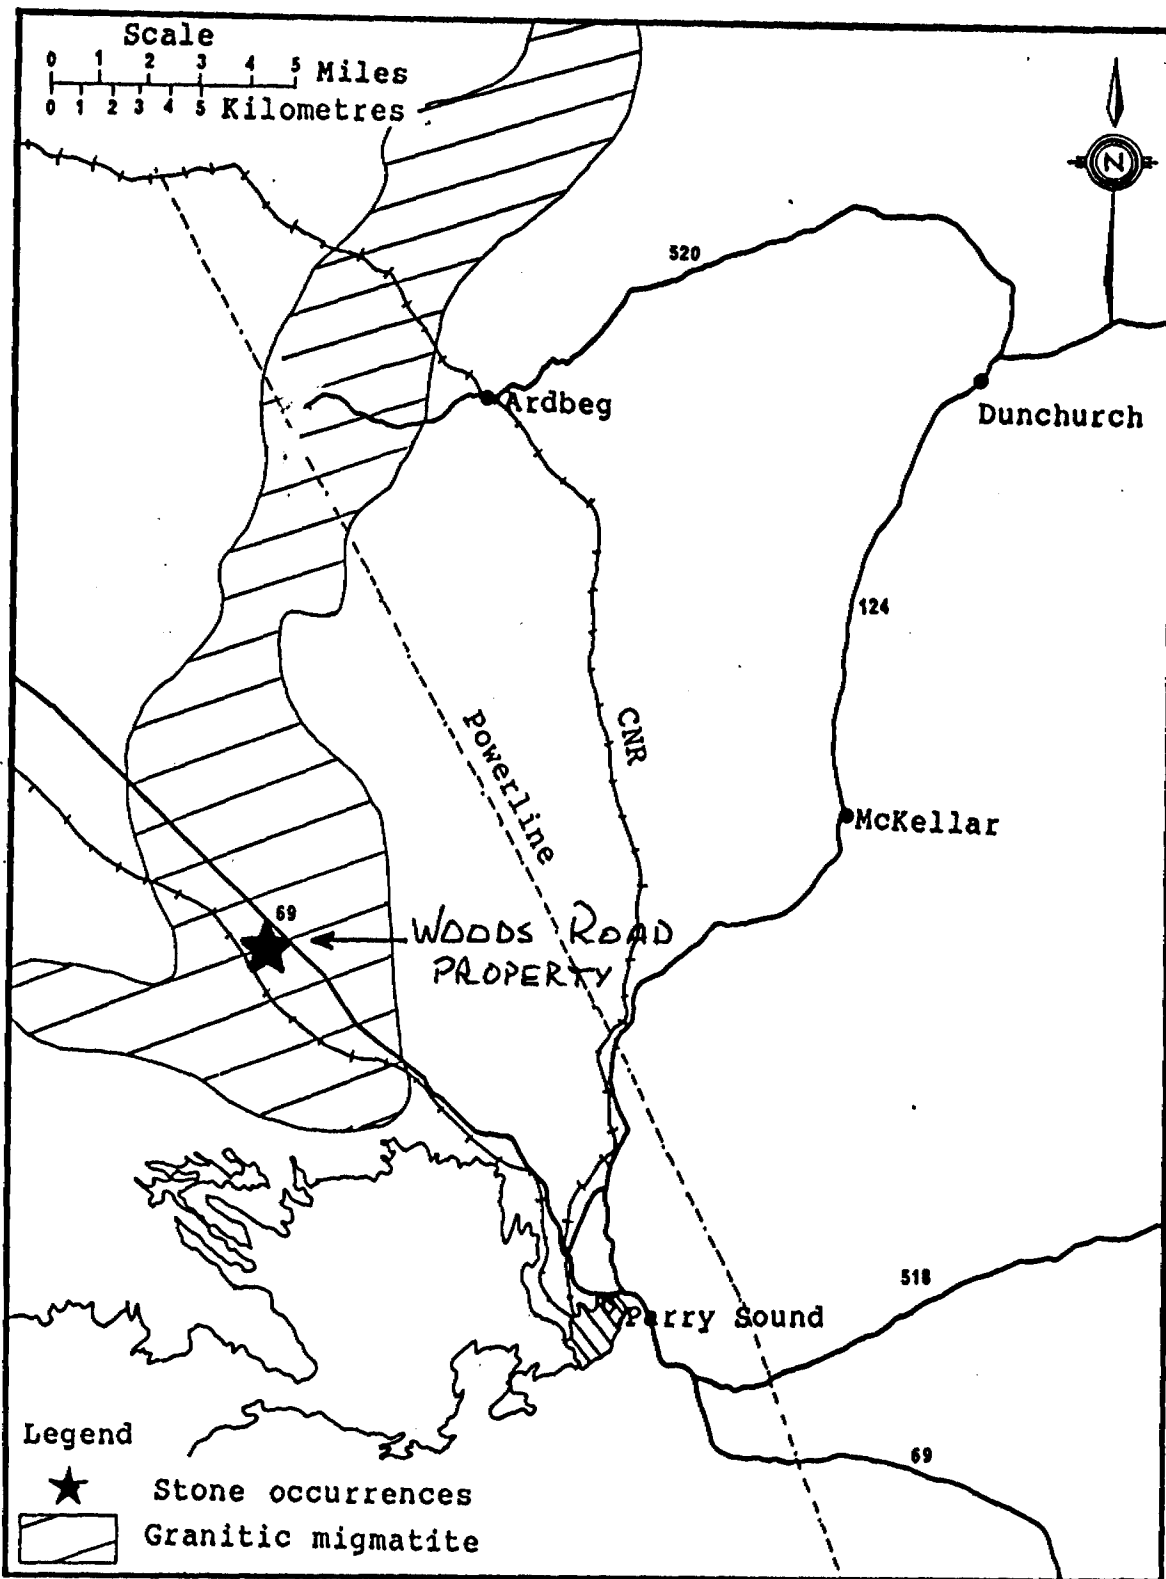 Scale
0 1 2 3 4 5 Miles
0 1 2 3 4 5 Kilometres
N
520
Ardbeg
Dunchurch
124
CNR
Powerline
McKellar
69
WOODS ROAD
PROPERTY
518
Parry Sound
69
Legend
Stone occurrences
Granitic migmatite